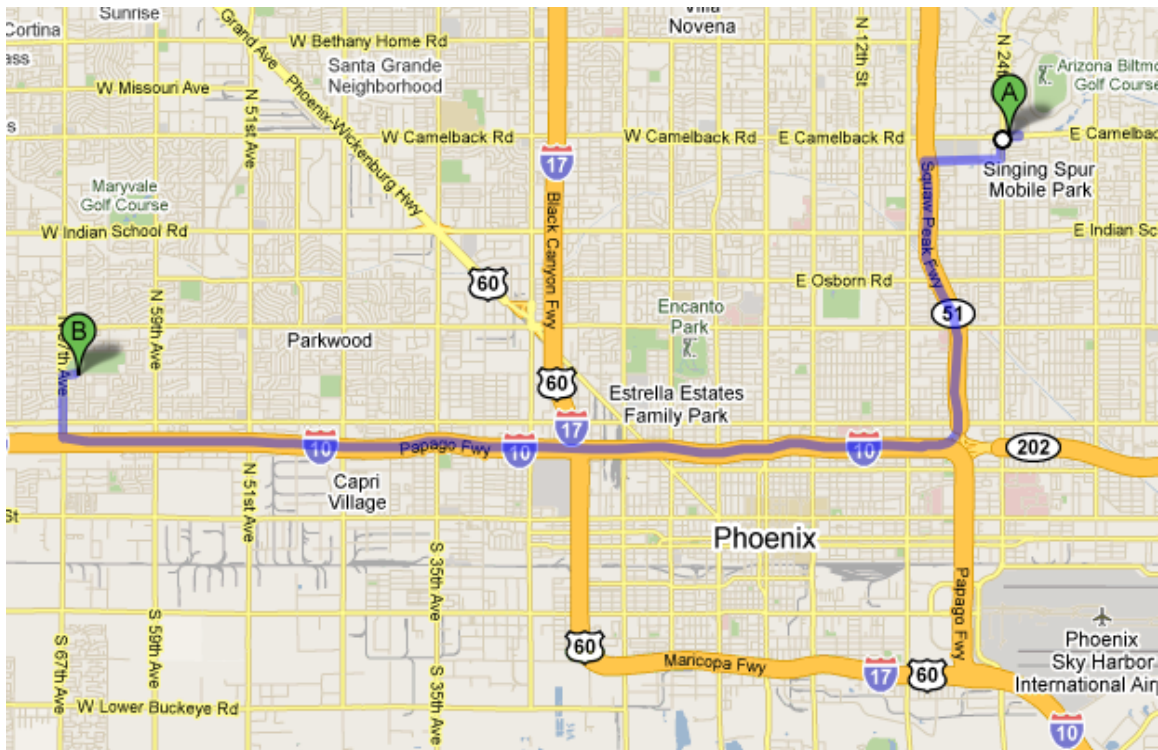 Sunrise
Cortina
Grand Ave
W Bethany Home Rd
Novena
N 12th St
N 24th
Santa Grande
Neighborhood
Arizona Biltmo
Golf Course
A
W Missouri Ave
N 51st Ave
Phoenix-Wickenburg Hwy
W Camelback Rd
W Camelback Rd
E Camelback Rd
E Camelback
17
Singing Spur
Mobile Park
Squaw Peak Fwy
Maryvale
Golf Course
W Indian School Rd
Black Canyon Fwy
E Indian Sc
E Osborn Rd
60
N 59th Ave
51
Encanto
Park
B
Parkwood
Ave
60
Estrella Estates
Family Park
17
10
Papago Fwy
10
10
202
Capri
Village
N 51st Ave
St
Phoenix
S 35th Ave
Papago Fwy
S 59th Ave
S 67th Ave
60
Maricopa Fwy
17
60
Phoenix
Sky Harbor
International Airp
S 35th Ave
W Lower Buckeye Rd
10